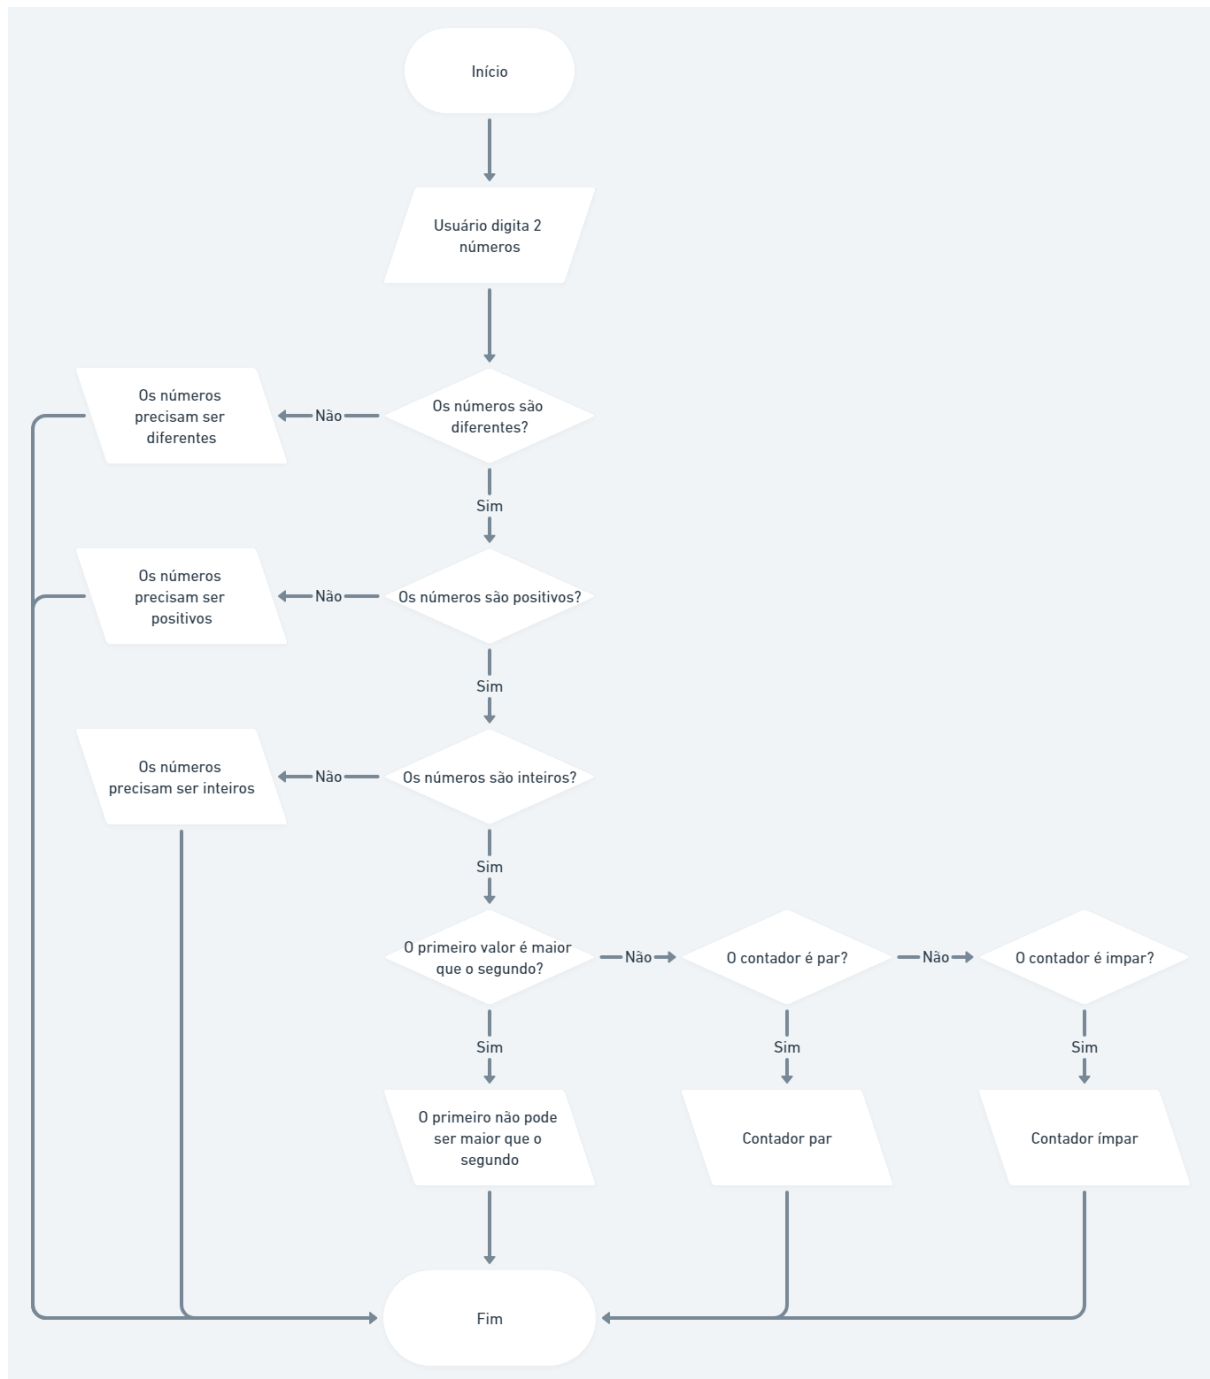 Início
Usuário digita 2
números
Os números
precisam ser
diferentes
Não
Os números são
diferentes?
Sim
Os números
precisam ser
positivos
Não
Os números são positivos?
Sim
Os números
precisam ser inteiros
Não
Os números são inteiros?
Sim
O primeiro valor é maior
que o segundo?
Não
O contador é par?
Não
O contador é impar?
Sim
Sim
Sim
O primeiro não pode
ser maior que o
segundo
Contador par
Contador ímpar
Fim